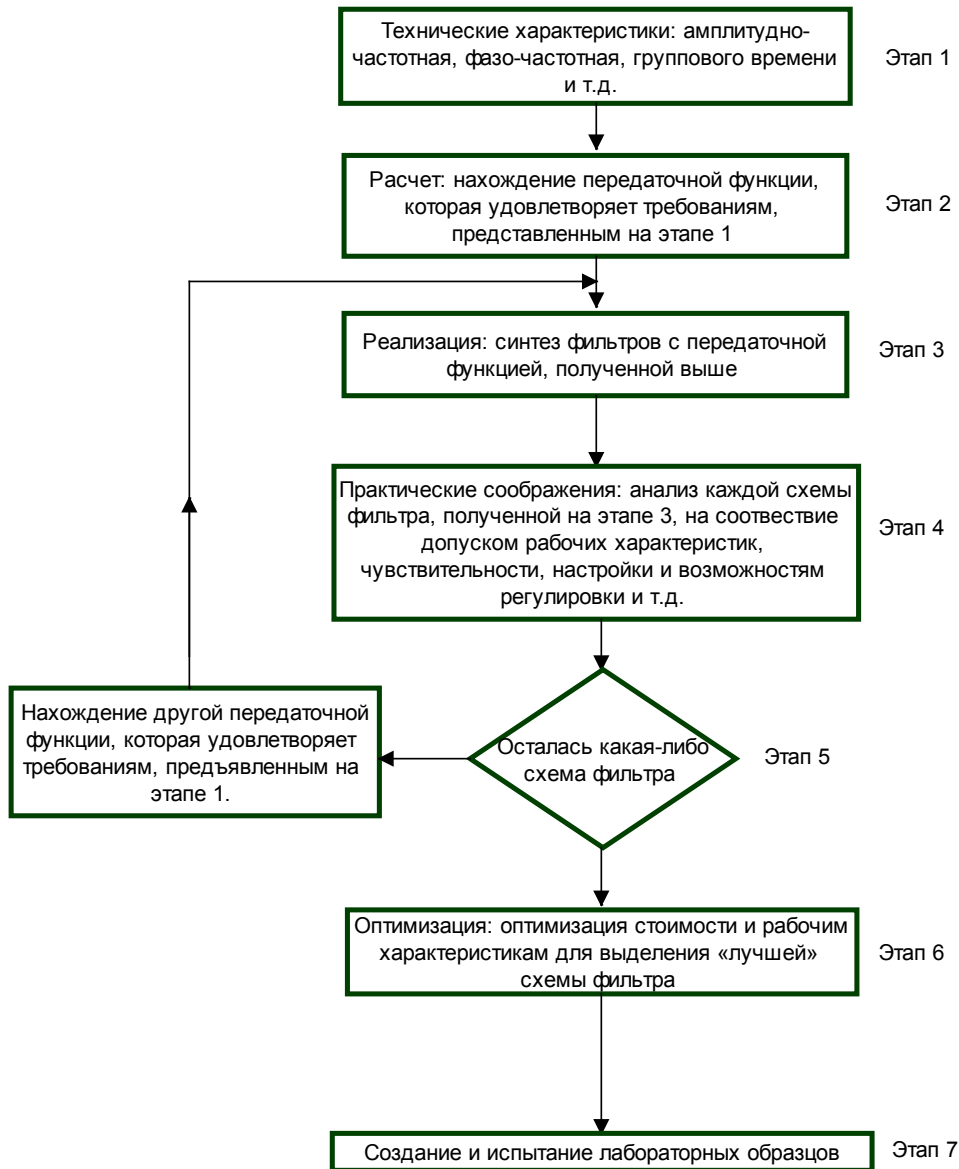 Технические характеристики: амплитудно-
частотная, фазо-частотная, группового времени
и т.д.
Этап 1
Расчет: нахождение передаточной функции,
которая удовлетворяет требованиям,
представленным на этапе 1
Этап 2
Реализация: синтез фильтров с передаточной
функцией, полученной выше
Этап 3
Практические соображения: анализ каждой схемы
фильтра, полученной на этапе 3, на соотвествие
допуском рабочих характеристик,
чувствительности, настройки и возможностям
регулировки и т.д.
Этап 4
Нахождение другой передаточной
функции, которая удовлетворяет
требованиям, предъявленным на
этапе 1.
Осталась какая-либо
схема фильтра
Этап 5
Оптимизация: оптимизация стоимости и рабочим
характеристикам для выделения «лучшей»
схемы фильтра
Этап 6
Создание и испытание лабораторных образцов
Этап 7